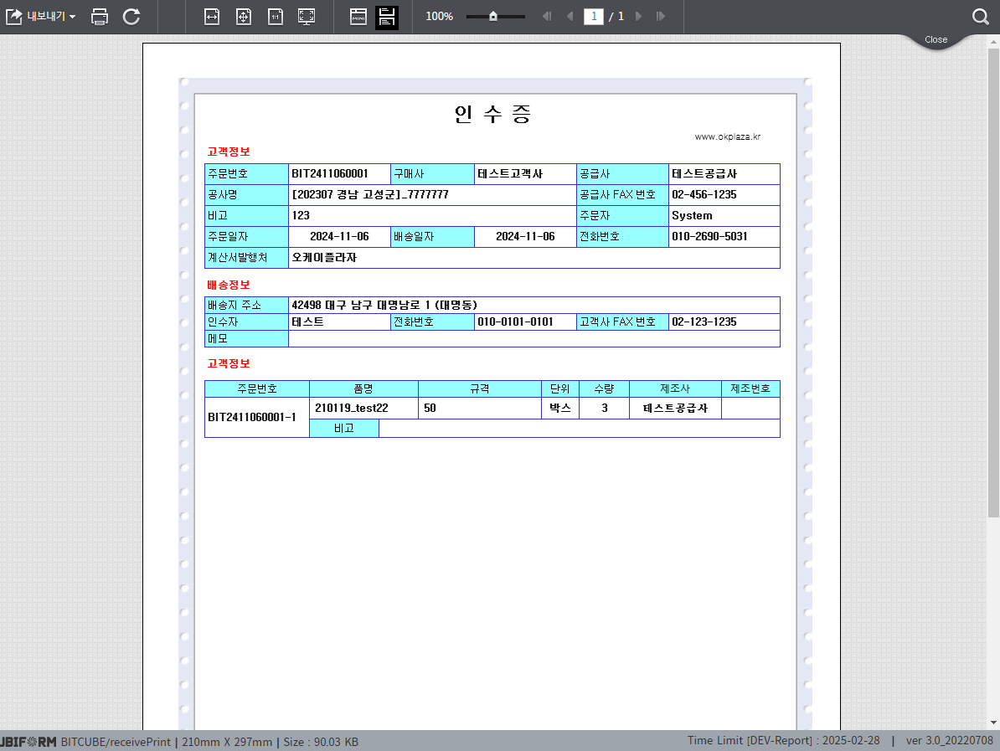 내보내기 100% 1 / 1
Close
인 수 증
www.okplaza.kr
고객정보
주문번호 BIT2411060001 구매사 테스트고객사 공급사 테스트공급사
공사명 [202307 경남 고성군]_7777777 공급사 FAX 번호 02-456-1235
비고 123 주문자 System
주문일자 2024-11-06 배송일자 2024-11-06 전화번호 010-2690-5031
계산서발행처 오케이플라자
배송정보
배송지 주소 42498 대구 남구 대명남로 1 (대명동)
인수자 테스트 전화번호 010-0101-0101 고객사 FAX 번호 02-123-1235
메모
고객정보
주문번호 품명 규격 단위 수량 제조사 제조번호
BIT2411060001-1 210119_test22 50 박스 3 테스트공급사
비고
UBIFORM BITCUBE/receivePrint | 210mm X 297mm | Size : 90.03 KB Time Limit [DEV-Report] : 2025-02-28 | ver 3.0_20220708